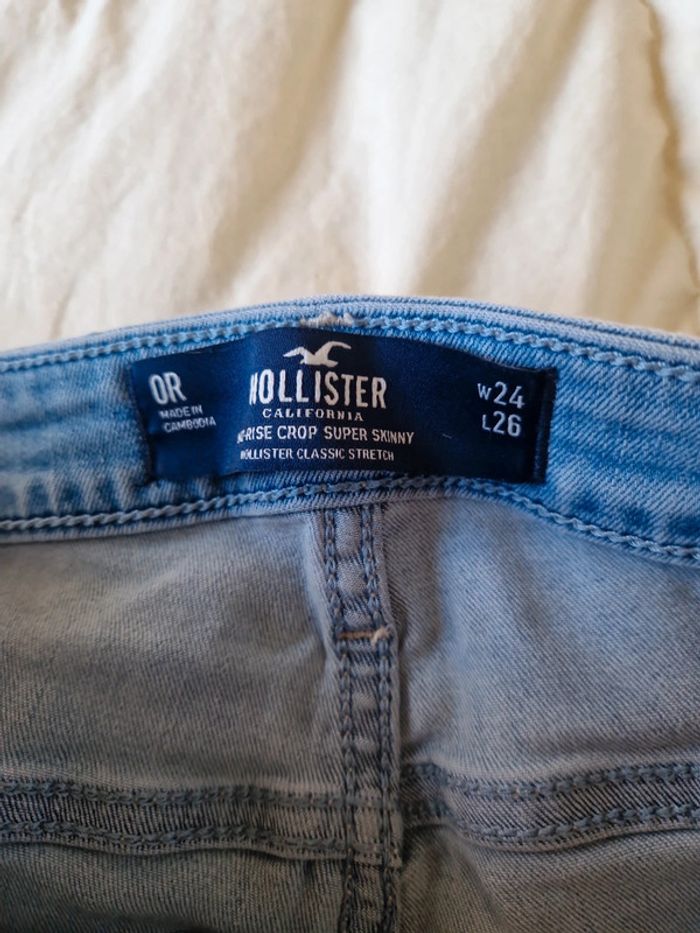 0R
MADE IN
CAMBODIA
HOLLISTER
CALIFORNIA
-RISE CROP SUPER SKINNY
HOLLISTER CLASSIC STRETCH
W24
L26